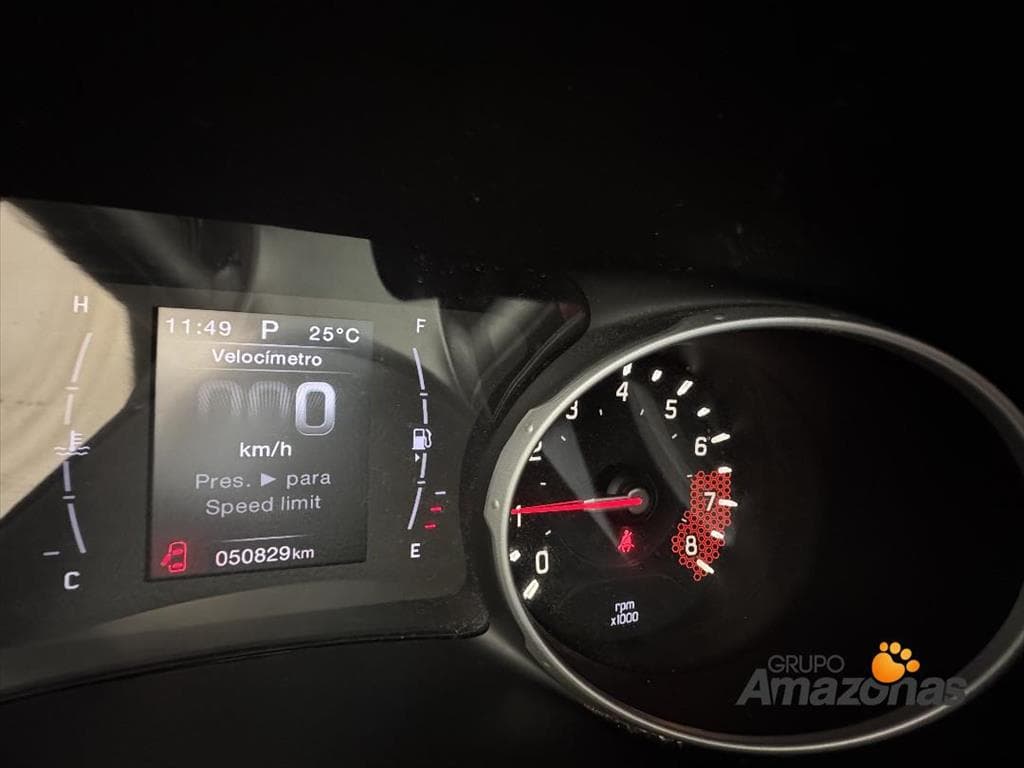 H
11:49 P 25°C
Velocímetro
0
km/h
Pres. ► para
Speed limit
050829km
C
F
E
0
1
2
3
4
5
6
7
8
rpm
x1000
GRUPO
Amazonas